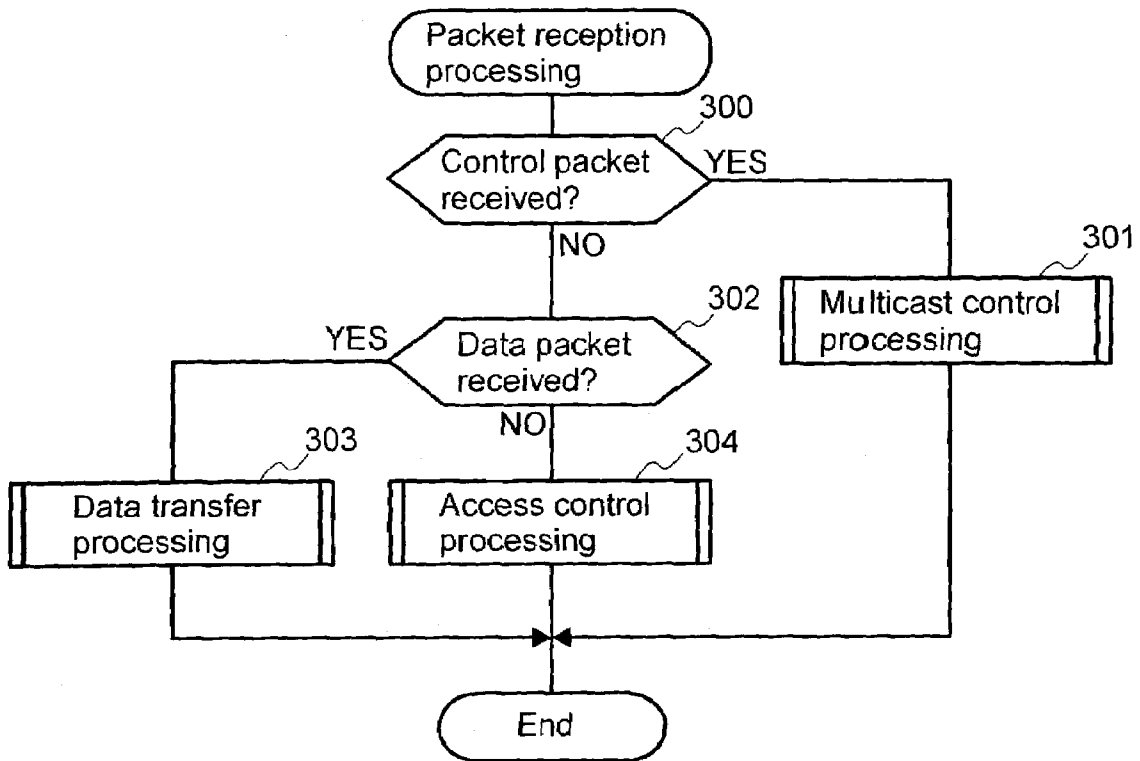 Packet reception
processing
300
Control packet
received?
YES
NO
301
Multicast control
processing
302
YES
Data packet
received?
NO
303
Data transfer
processing
304
Access control
processing
End